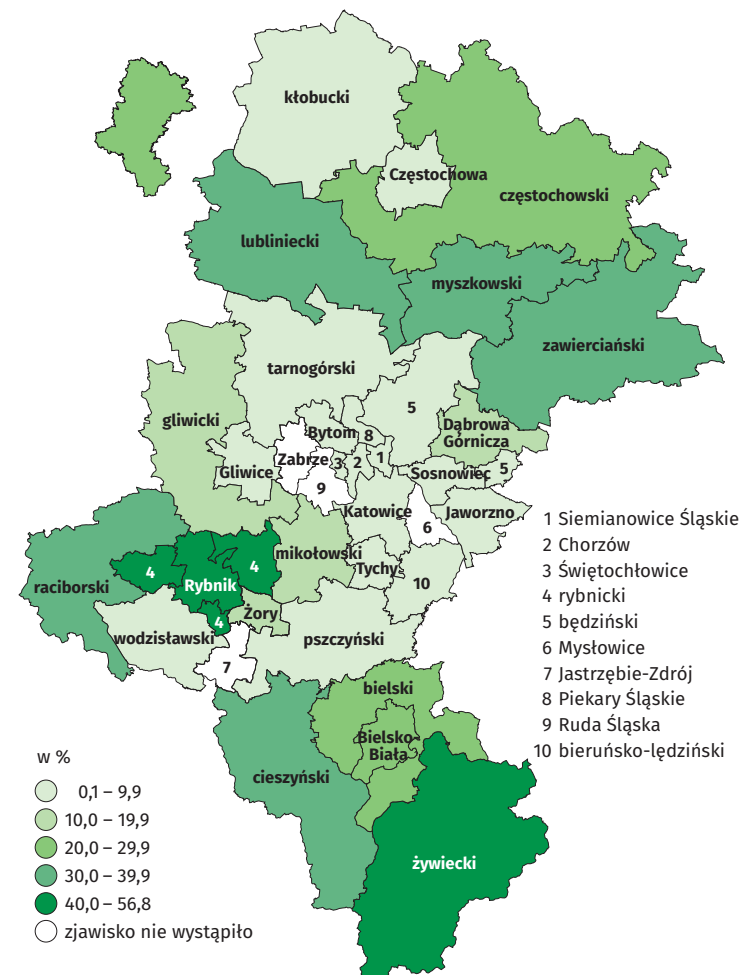 kłobucki
Częstochowa
częstochowski
lubliniecki
myszkowski
zawierciański
tarnogórski
5
gliwicki
Bytom
8
Dąbrowa
Górnicza
Gliwice
Zabrze
3
2
1
Sosnowiec
5
9
Katowice
6
Jaworzno
mikołowski
Tychy
10
raciborski
4
Rybnik
4
4
Żory
wodzisławski
7
pszczyński
bielski
Bielsko-
Biała
cieszyński
żywiecki
1 Siemianowice Śląskie
2 Chorzów
3 Świętochłowice
4 rybnicki
5 będziński
6 Mysłowice
7 Jastrzębie-Zdrój
8 Piekary Śląskie
9 Ruda Śląska
10 bieruńsko-lędziński
w %
0,1 – 9,9
10,0 – 19,9
20,0 – 29,9
30,0 – 39,9
40,0 – 56,8
zjawisko nie wystąpiło